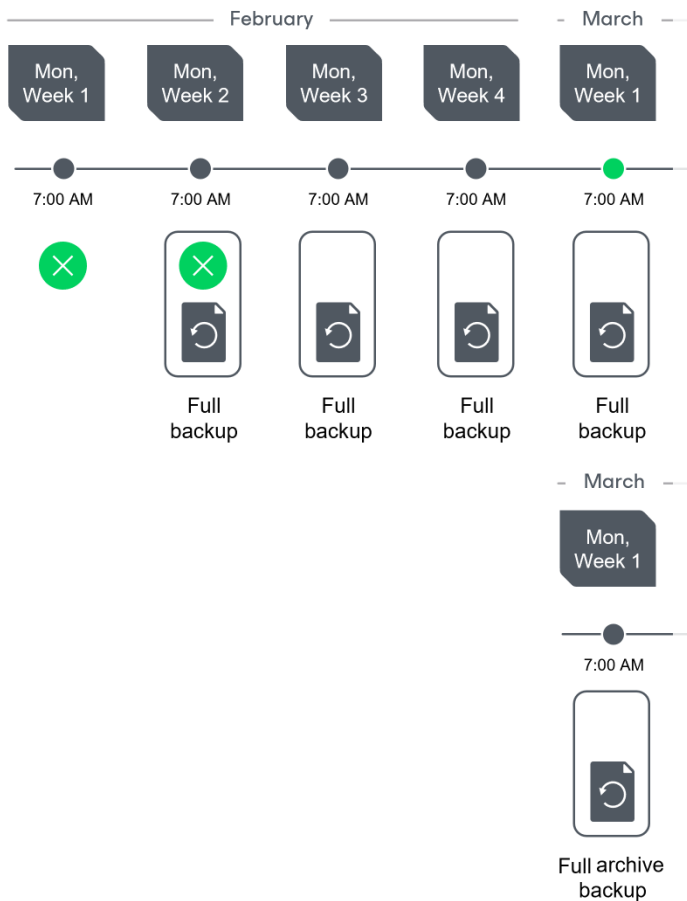 February
March
Mon,
Week 1
Mon,
Week 2
Mon,
Week 3
Mon,
Week 4
Mon,
Week 1
7:00 AM
7:00 AM
7:00 AM
7:00 AM
7:00 AM
Full
backup
Full
backup
Full
backup
Full
backup
March
Mon,
Week 1
7:00 AM
Full archive
backup